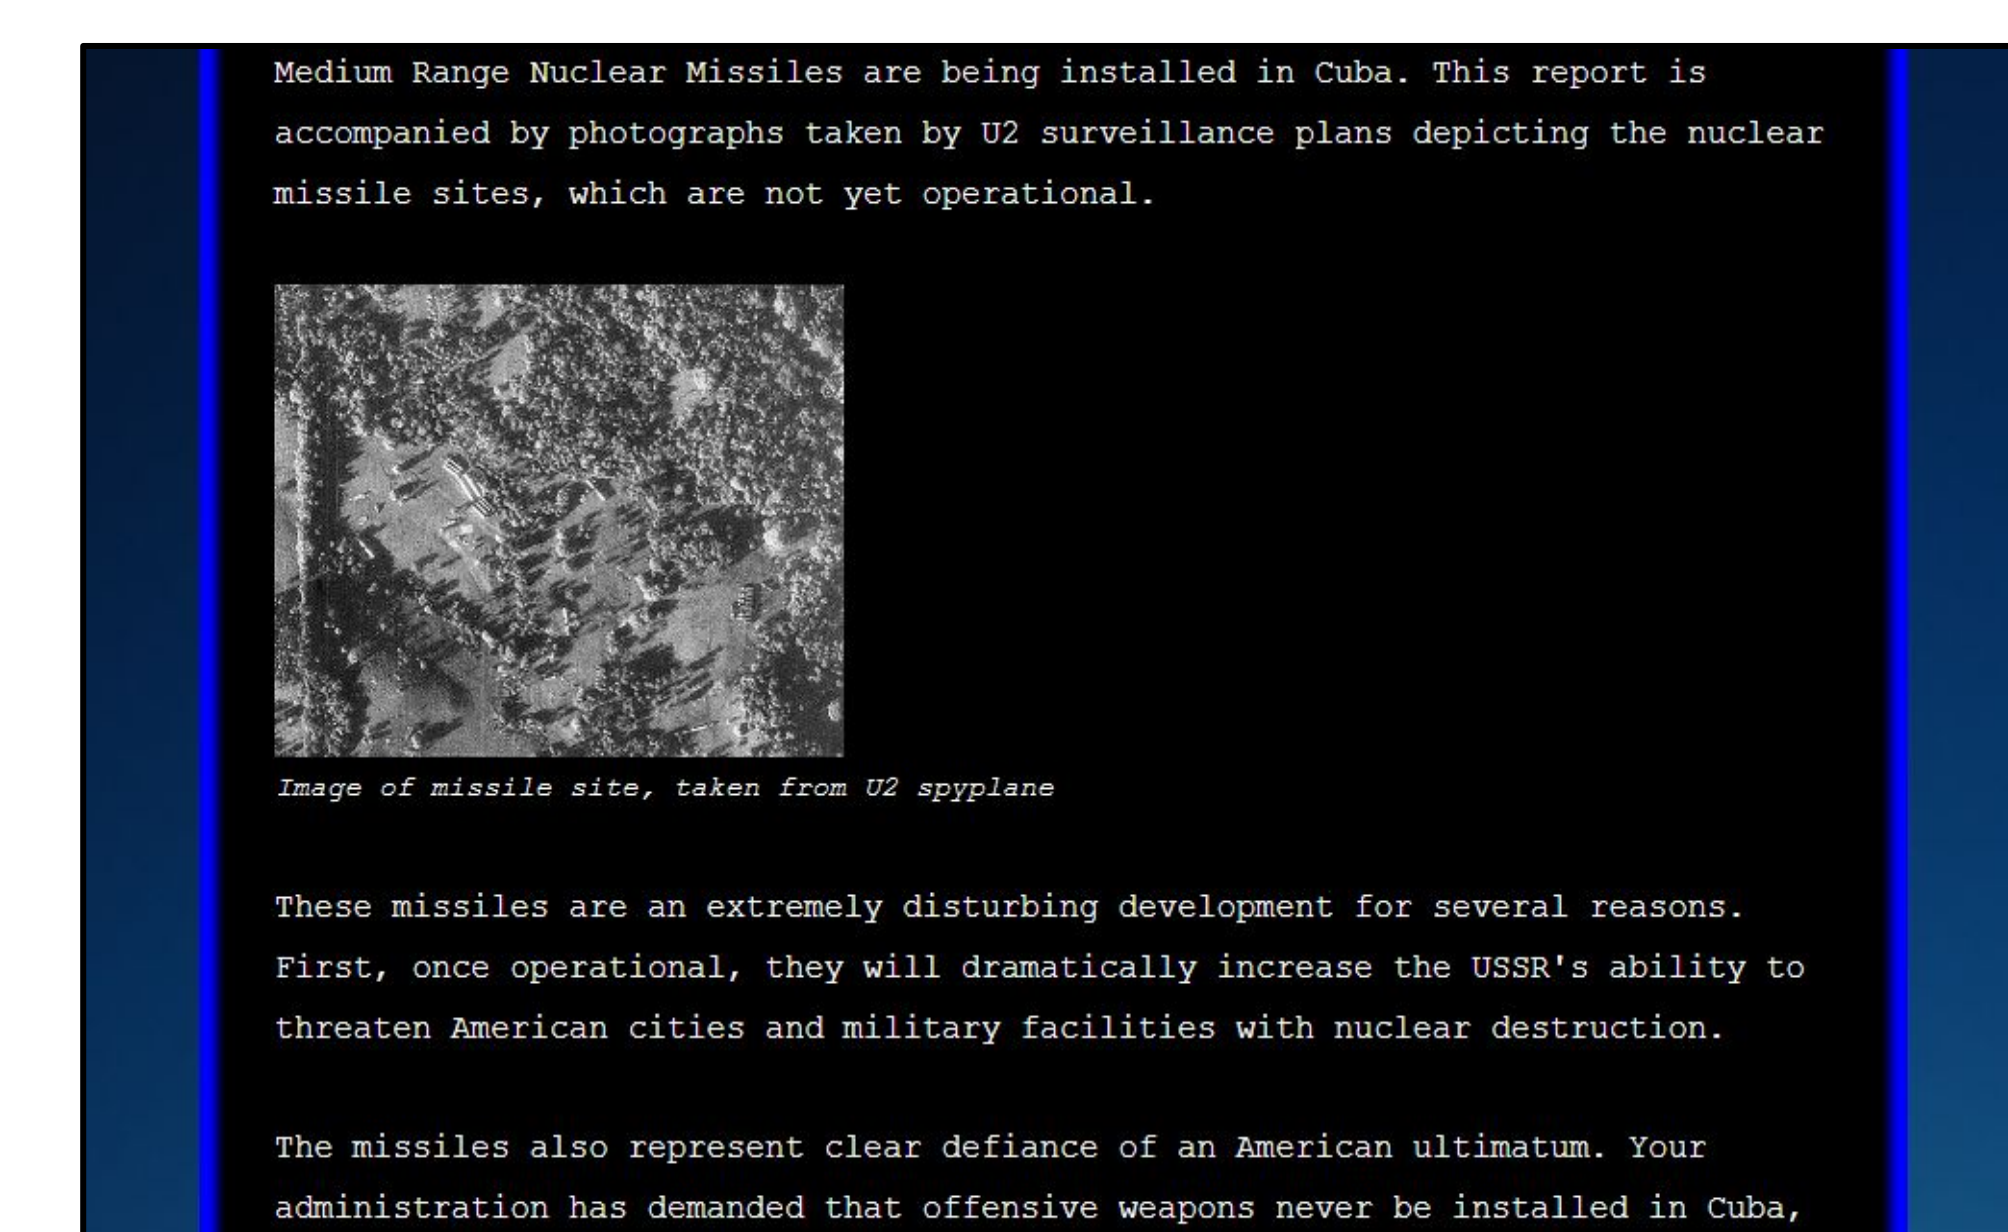 Medium Range Nuclear Missiles are being installed in Cuba. This report is
accompanied by photographs taken by U2 surveillance plans depicting the nuclear
missile sites, which are not yet operational.
Image of missile site, taken from U2 spyplane
These missiles are an extremely disturbing development for several reasons.
First, once operational, they will dramatically increase the USSR's ability to
threaten American cities and military facilities with nuclear destruction.
The missiles also represent clear defiance of an American ultimatum. Your
administration has demanded that offensive weapons never be installed in Cuba,